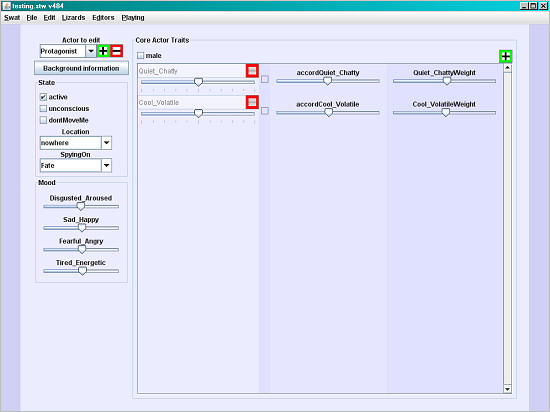 testing.stw v484
Swat File Edit Lizards Editors Playing
Actor to edit
Protagonist
Background information
State
active
unconscious
dontMoveMe
Location
nowhere
SpyingOn
Fate
Mood
Disgusted_Aroused
Sad_Happy
Fearful_Angry
Tired_Energetic
Core Actor Traits
male
Quiet_Chatty accordQuiet_Chatty Quiet_ChattyWeight
Cool_Volatile accordCool_Volatile Cool_VolatileWeight